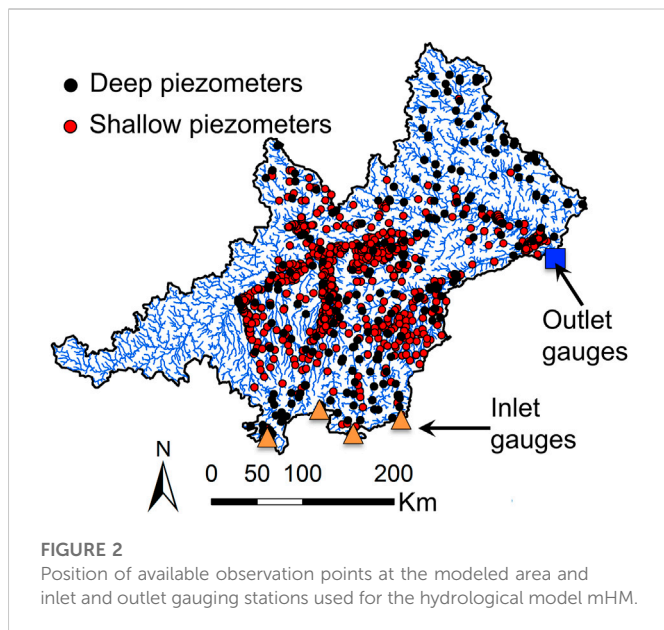 Deep piezometers
Shallow piezometers
Outlet
gauges
Inlet
gauges
N
0 50 100 200
Km
FIGURE 2
Position of available observation points at the modeled area and
inlet and outlet gauging stations used for the hydrological model mHM.